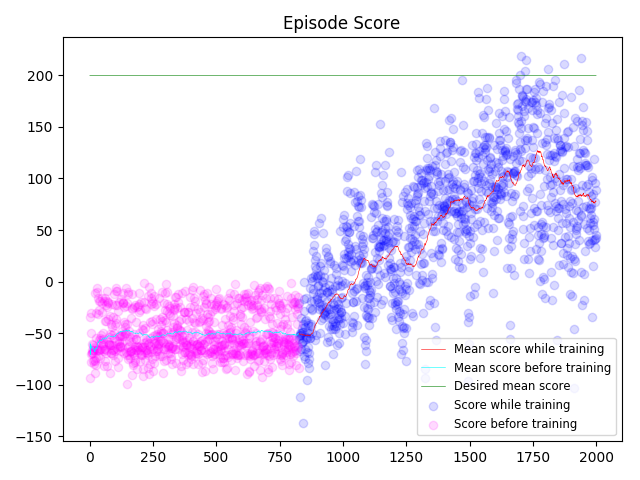 Episode Score
200
150
100
50
0
−50
−100
−150
0 250 500 750 1000 1250 1500 1750 2000
Mean score while training
Mean score before training
Desired mean score
Score while training
Score before training